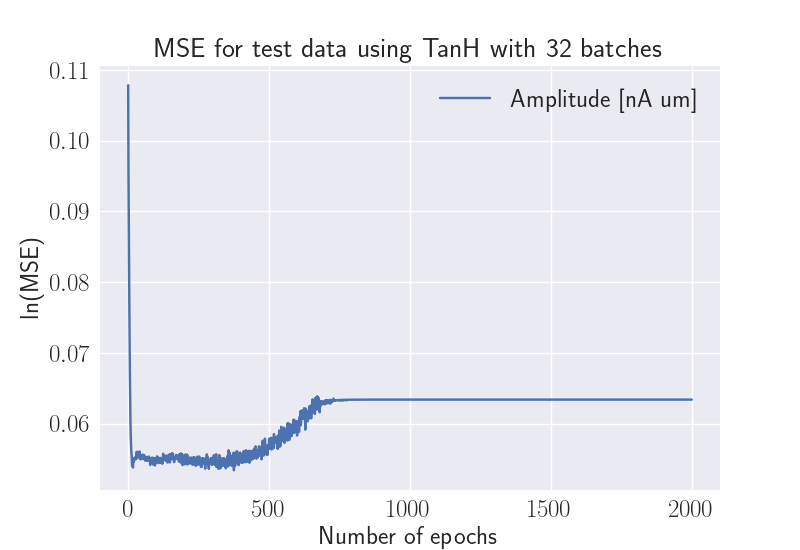 MSE for test data using TanH with 32 batches
Amplitude [nA um]
ln(MSE)
0.11
0.10
0.09
0.08
0.07
0.06
0 500 1000 1500 2000
Number of epochs